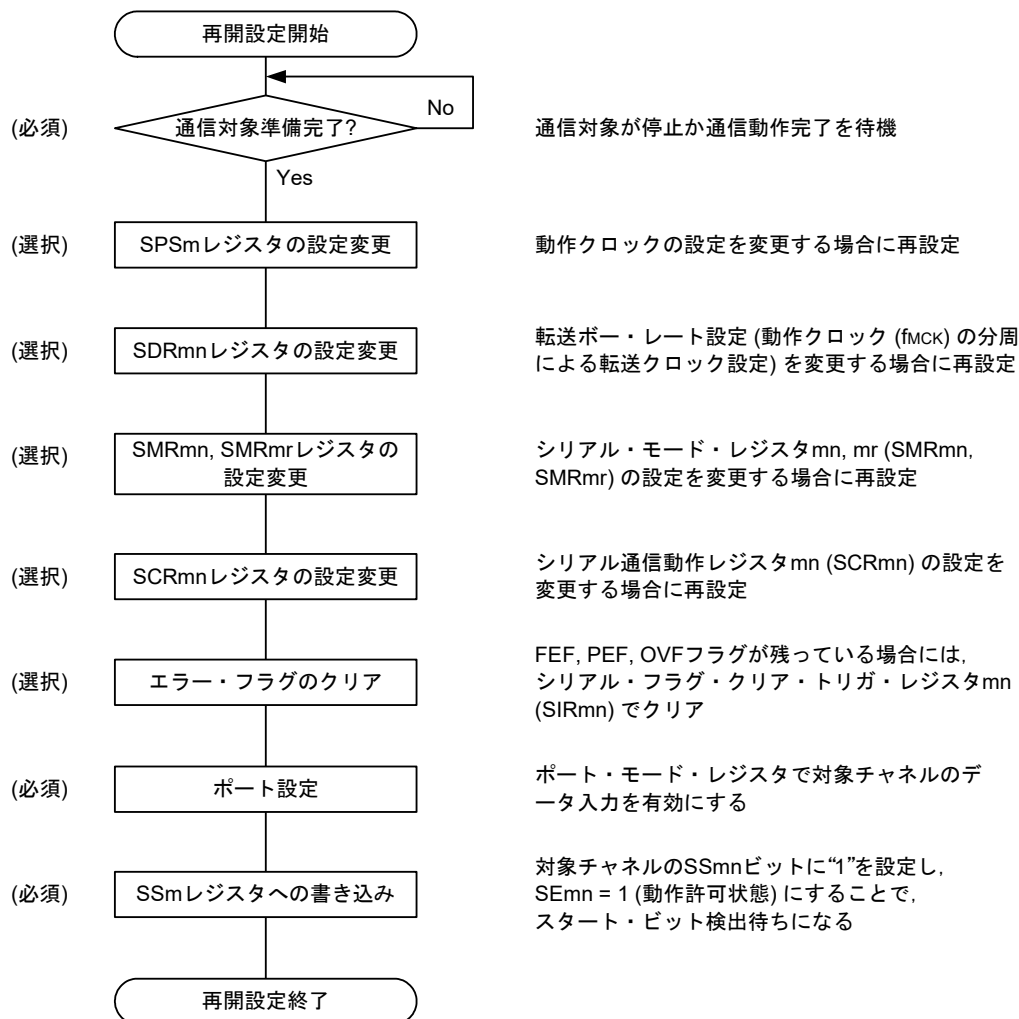 再開設定開始
No
(必須)
通信対象準備完了?
通信対象が停止か通信動作完了を待機
Yes
(選択)
SPSmレジスタの設定変更
動作クロックの設定を変更する場合に再設定
(選択)
SDRmnレジスタの設定変更
転送ボー・レート設定 (動作クロック (fMCK) の分周
による転送クロック設定) を変更する場合に再設定
(選択)
SMRmn, SMRmrレジスタの
設定変更
シリアル・モード・レジスタmn, mr (SMRmn,
SMRmr) の設定を変更する場合に再設定
(選択)
SCRmnレジスタの設定変更
シリアル通信動作レジスタmn (SCRmn) の設定を
変更する場合に再設定
(選択)
エラー・フラグのクリア
FEF, PEF, OVFフラグが残っている場合には,
シリアル・フラグ・クリア・トリガ・レジスタmn
(SIRmn) でクリア
(必須)
ポート設定
ポート・モード・レジスタで対象チャネルのデ
ータ入力を有効にする
(必須)
SSmレジスタへの書き込み
対象チャネルのSSmnビットに“1”を設定し,
SEmn = 1 (動作許可状態) にすることで,
スタート・ビット検出待ちになる
再開設定終了